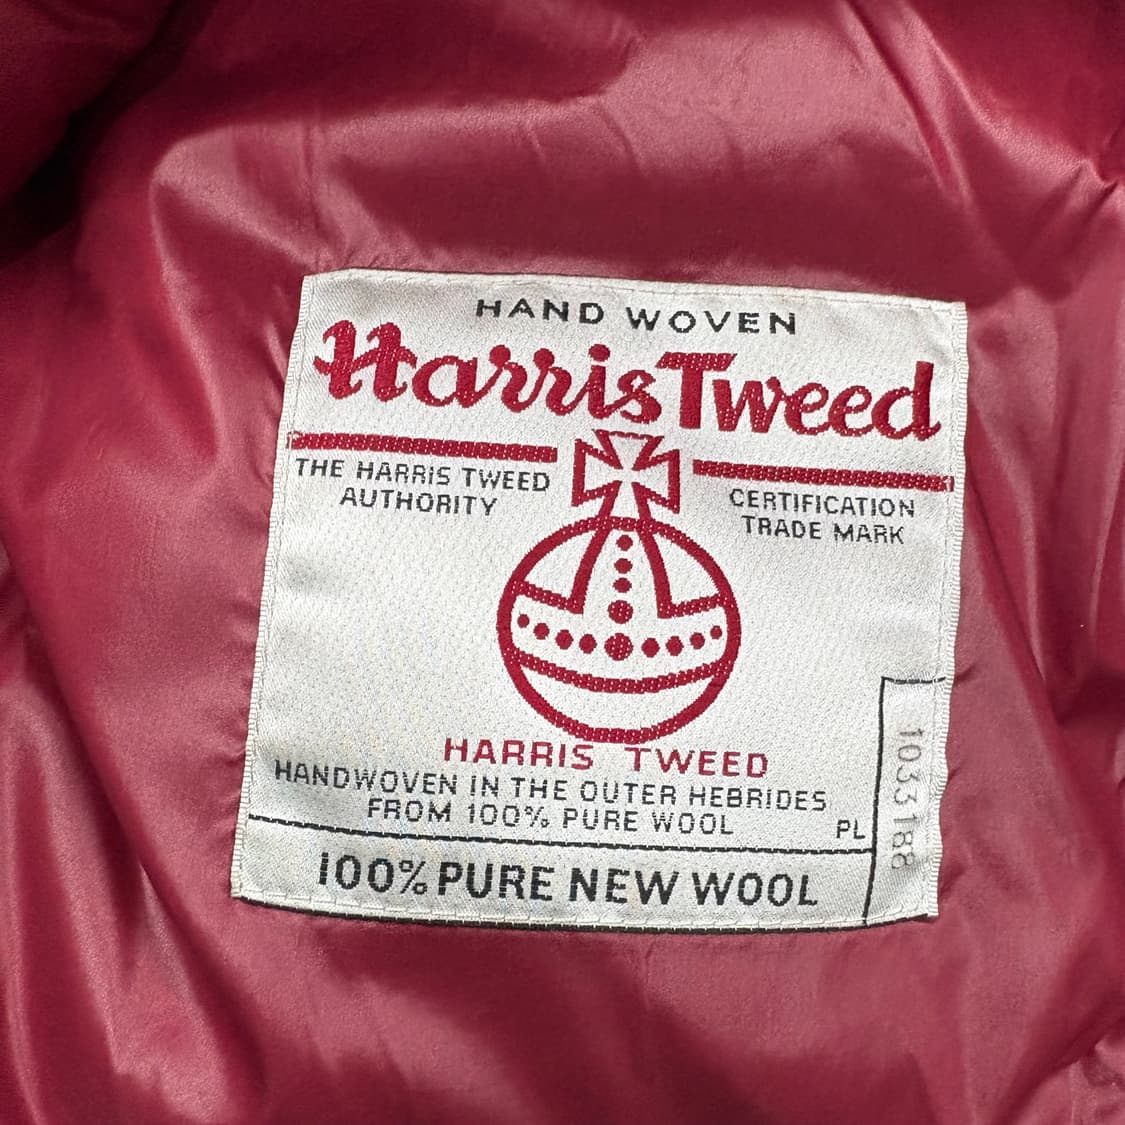 HAND WOVEN
Harris Tweed
THE HARRIS TWEED
AUTHORITY
CERTIFICATION
TRADE MARK
HARRIS TWEED
HANDWOVEN IN THE OUTER HEBRIDES
FROM 100% PURE WOOL
PL
1033188
100% PURE NEW WOOL